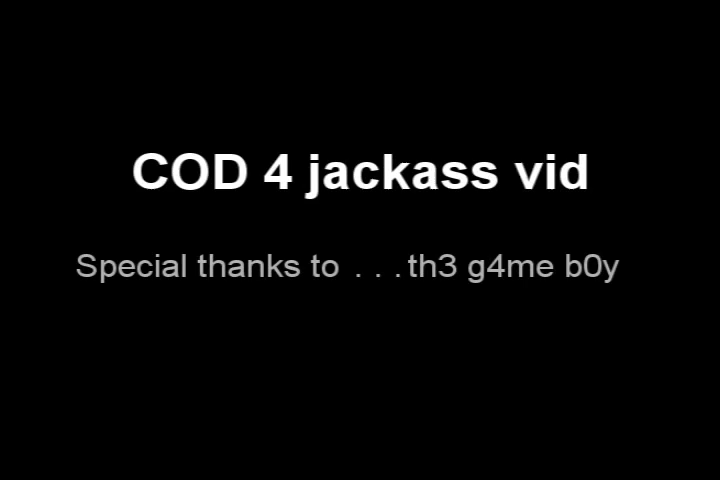 COD 4 jackass vid
Special thanks to . . .th3 g4me b0y